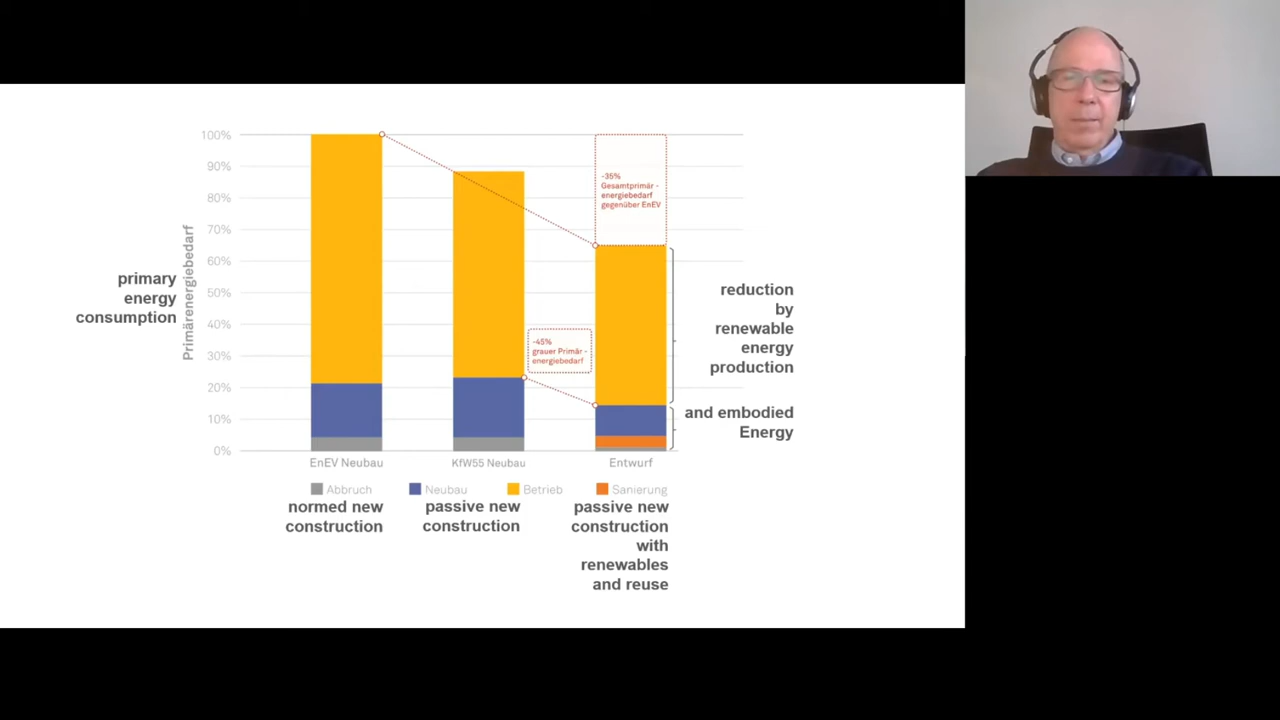 100%
90%
80%
70%
60%
50%
40%
30%
20%
10%
0%
Primärenergiebedarf
primary
energy
consumption
-35%
Gesamtprimär -
energiebedarf
gegenüber EnEV
-45%
grauer Primär -
energiebedarf
reduction
by
renewable
energy
production
and embodied
Energy
EnEV Neubau
KfW55 Neubau
Entwurf
Abbruch
Neubau
Betrieb
Sanierung
normed new
construction
passive new
construction
passive new
construction
with
renewables
and reuse